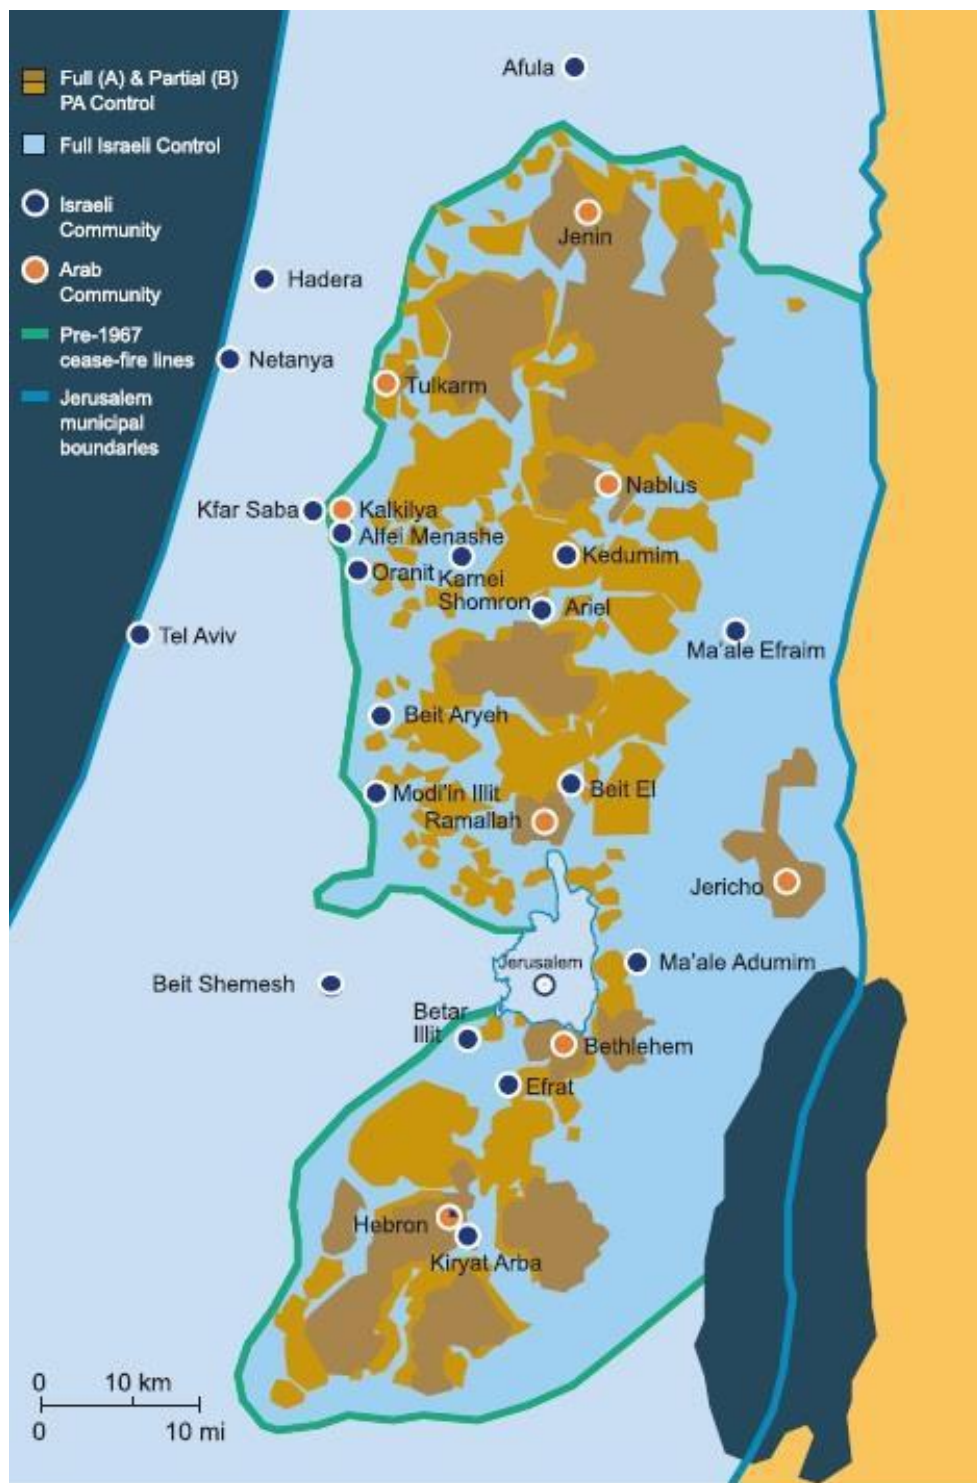 Full (A) & Partial (B)
PA Control
Full Israeli Control
Israeli
Community
Arab
Community
Pre-1967
cease-fire lines
Jerusalem
municipal
boundaries
Afula
Jenin
Hadera
Netanya
Tulkarm
Nablus
Kfar Saba
Kalkilya
Alfei Menashe
Oranit
Karnei
Shomron
Kedumim
Ariel
Tel Aviv
Ma'ale Efraim
Beit Aryeh
Modi'in Illit
Beit El
Ramallah
Jericho
Jerusalem
Ma'ale Adumim
Beit Shemesh
Betar
Illit
Bethlehem
Efrat
Hebron
Kiryat Arba
0 10 km
0 10 mi